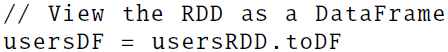 // View the RDD as a DataFrame
usersDF = usersRDD.toDF